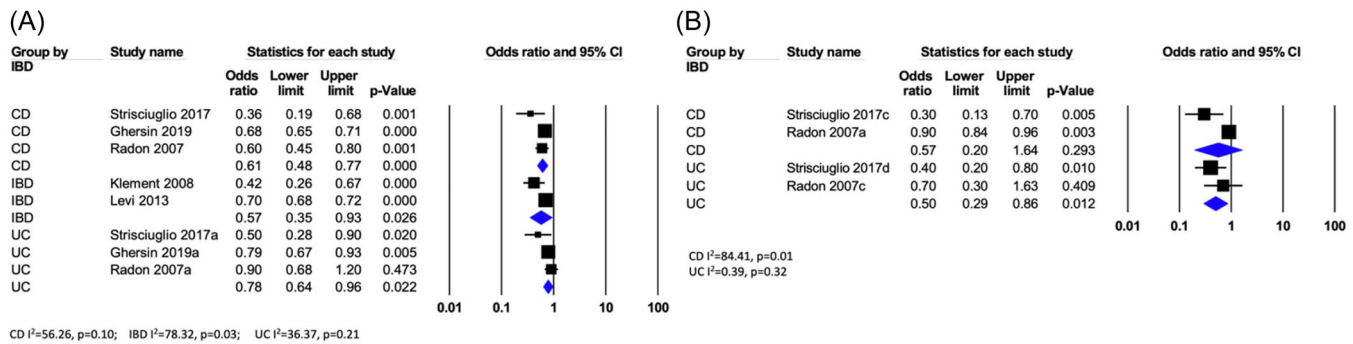 (A)
Group by Study name Statistics for each study Odds ratio and 95% CI
IBD
Odds Lower Upper
ratio limit limit p-Value
CD Strisciuglio 2017 0.36 0.19 0.68 0.001
CD Ghersin 2019 0.68 0.65 0.71 0.000
CD Radon 2007 0.60 0.45 0.80 0.001
CD 0.61 0.48 0.77 0.000
IBD Klement 2008 0.42 0.26 0.67 0.000
IBD Levi 2013 0.70 0.68 0.72 0.000
IBD 0.57 0.35 0.93 0.026
UC Strisciuglio 2017a 0.50 0.28 0.90 0.020
UC Ghersin 2019a 0.79 0.67 0.93 0.005
UC Radon 2007a 0.90 0.68 1.20 0.473
UC 0.78 0.64 0.96 0.022
0.01 0.1 1 10 100
CD I²=56.26, p=0.10; IBD I²=78.32, p=0.03; UC I²=36.37, p=0.21
(B)
Group by Study name Statistics for each study Odds ratio and 95% CI
IBD
Odds Lower Upper
ratio limit limit p-Value
CD Strisciuglio 2017c 0.30 0.13 0.70 0.005
CD Radon 2007a 0.90 0.84 0.96 0.003
CD 0.57 0.20 1.64 0.293
UC Strisciuglio 2017d 0.40 0.20 0.80 0.010
UC Radon 2007c 0.70 0.30 1.63 0.409
UC 0.50 0.29 0.86 0.012
0.01 0.1 1 10 100
CD I²=84.41, p=0.01
UC I²=0.39, p=0.32